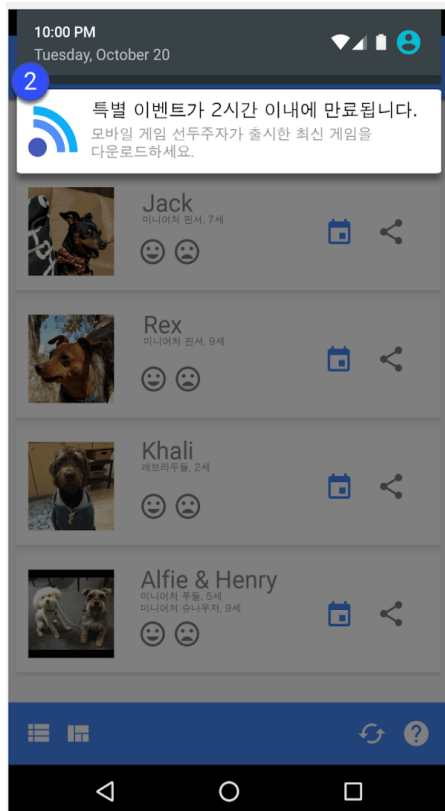 10:00 PM
Tuesday, October 20
2
특별 이벤트가 2시간 이내에 만료됩니다.
모바일 게임 선두주자가 출시한 최신 게임을
다운로드하세요.
Jack
미니어처 핀셔, 7세
Rex
미니어처 핀셔, 9세
Khali
래브라두들, 2세
Alfie & Henry
미니어처 푸들, 5세
미니어처 슈나우저, 9세
?